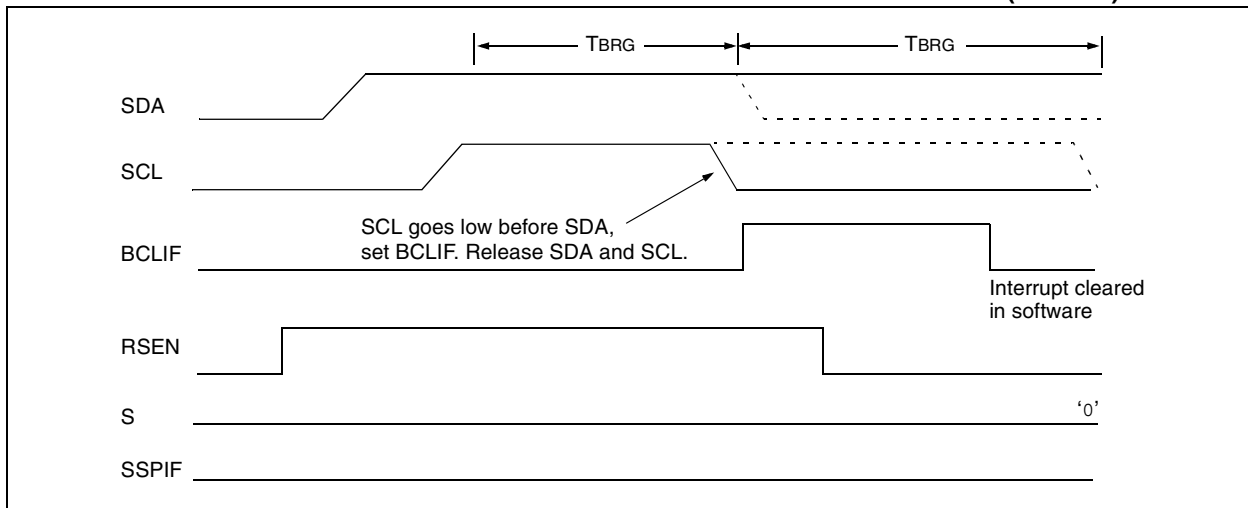 TBRG TBRG
SDA
SCL
SCL goes low before SDA,
set BCLIF. Release SDA and SCL.
BCLIF
Interrupt cleared
in software
RSEN
S
‘0’
SSPIF